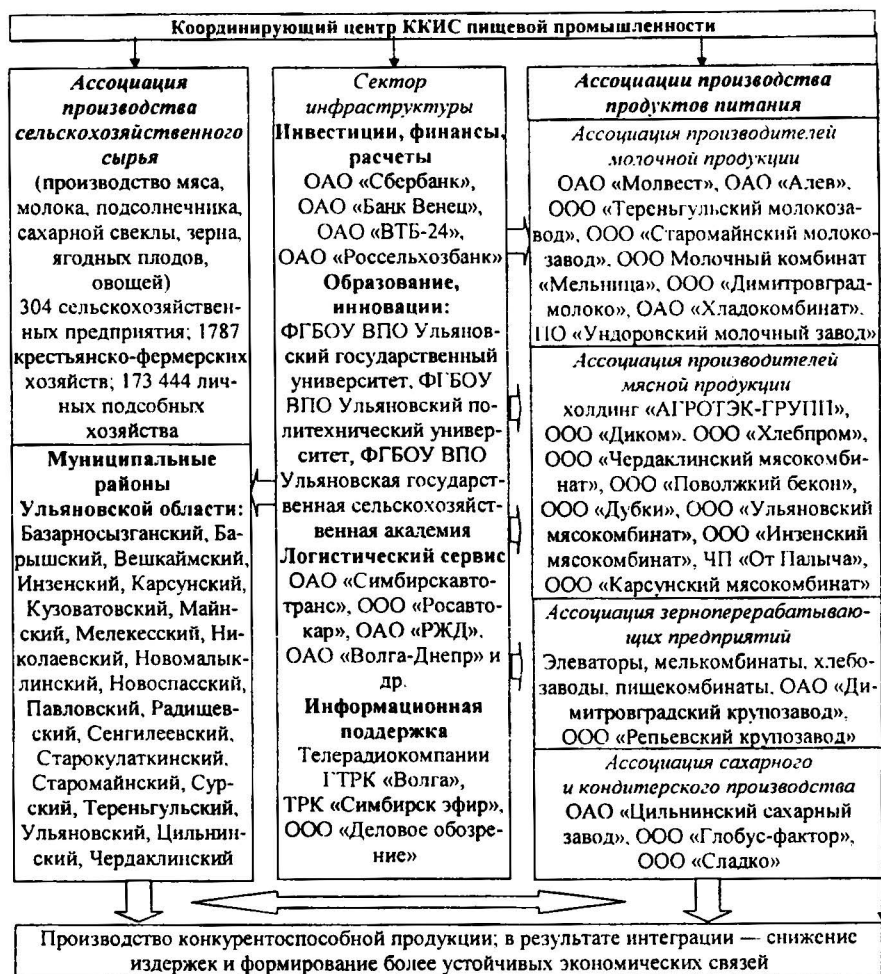 Координирующий центр ККИС пищевой промышленности
Ассоциация
производства
сельскохозяйственного
сырья
(производство мяса,
молока, подсолнечника,
сахарной свеклы, зерна,
ягодных плодов,
овощей)
304 сельскохозяйствен-
ных предприятия; 1787
крестьянско-фермерских
хозяйств; 173 444 лич-
ных подсобных
хозяйства
Муниципальные
районы
Ульяновской области:
Базарносызганский, Ба-
рышский, Вешкаймский,
Инзенский, Карсунский,
Кузоватовский, Майн-
ский, Мелекесский, Ни-
колаевский, Новомалык-
линский, Новоспасский,
Павловский, Радищев-
ский, Сенгилеевский,
Старокулаткинский,
Старомайнский, Сур-
ский, Тереньгульский,
Ульяновский, Цильнин-
ский, Чердаклинский
Сектор
инфраструктуры
Инвестиции, финансы,
расчеты
ОАО «Сбербанк»,
ОАО «Банк Венец»,
ОАО «ВТБ-24»,
ОАО «Россельхозбанк»
Образование,
инновации:
ФГБОУ ВПО Ульянов-
ский государственный
университет, ФГБОУ
ВПО Ульяновский по-
литехнический универ-
ситет, ФГБОУ ВПО
Ульяновская государст-
венная сельскохозяйст-
венная академия
Логистический сервис
ОАО «Симбирскавто-
транс», ООО «Росавто-
кар», ОАО «РЖД»,
ОАО «Волга-Днепр» и
др.
Информационная
поддержка
Телерадиокомпании
ГТРК «Волга»,
ТРК «Симбирск эфир»,
ООО «Деловое обозре-
ние»
Ассоциации производства
продуктов питания
Ассоциация производителей
молочной продукции
ОАО «Молвест», ОАО «Алев»,
ООО «Тереньгульский молокоза-
вод», ООО «Старомайнский молоко-
завод», ООО Молочный комбинат
«Мельница», ООО «Димитровград-
молоко», ОАО «Хладокомбинат»,
ПО «Ундоровский молочный завод»
Ассоциация производителей
мясной продукции
холдинг «АГРОТЭК-ГРУПП»,
ООО «Диком», ООО «Хлебпром»,
ООО «Чердаклинский мясокомби-
нат», ООО «Поволжкий бекон»,
ООО «Дубки», ООО «Ульяновский
мясокомбинат», ООО «Инзенский
мясокомбинат», ЧП «От Палыча»,
ООО «Карсунский мясокомбинат»
Ассоциация зерноперерабатываю-
щих предприятий
Элеваторы, мелькомбинаты, хлебо-
заводы, пищекомбинаты, ОАО «Ди-
митровградский крупозавод»,
ООО «Репьевский крупозавод»
Ассоциация сахарного
и кондитерского производства
ОАО «Цильнинский сахарный
завод», ООО «Глобус-фактор»,
ООО «Сладко»
Производство конкурентоспособной продукции; в результате интеграции — снижение
издержек и формирование более устойчивых экономических связей